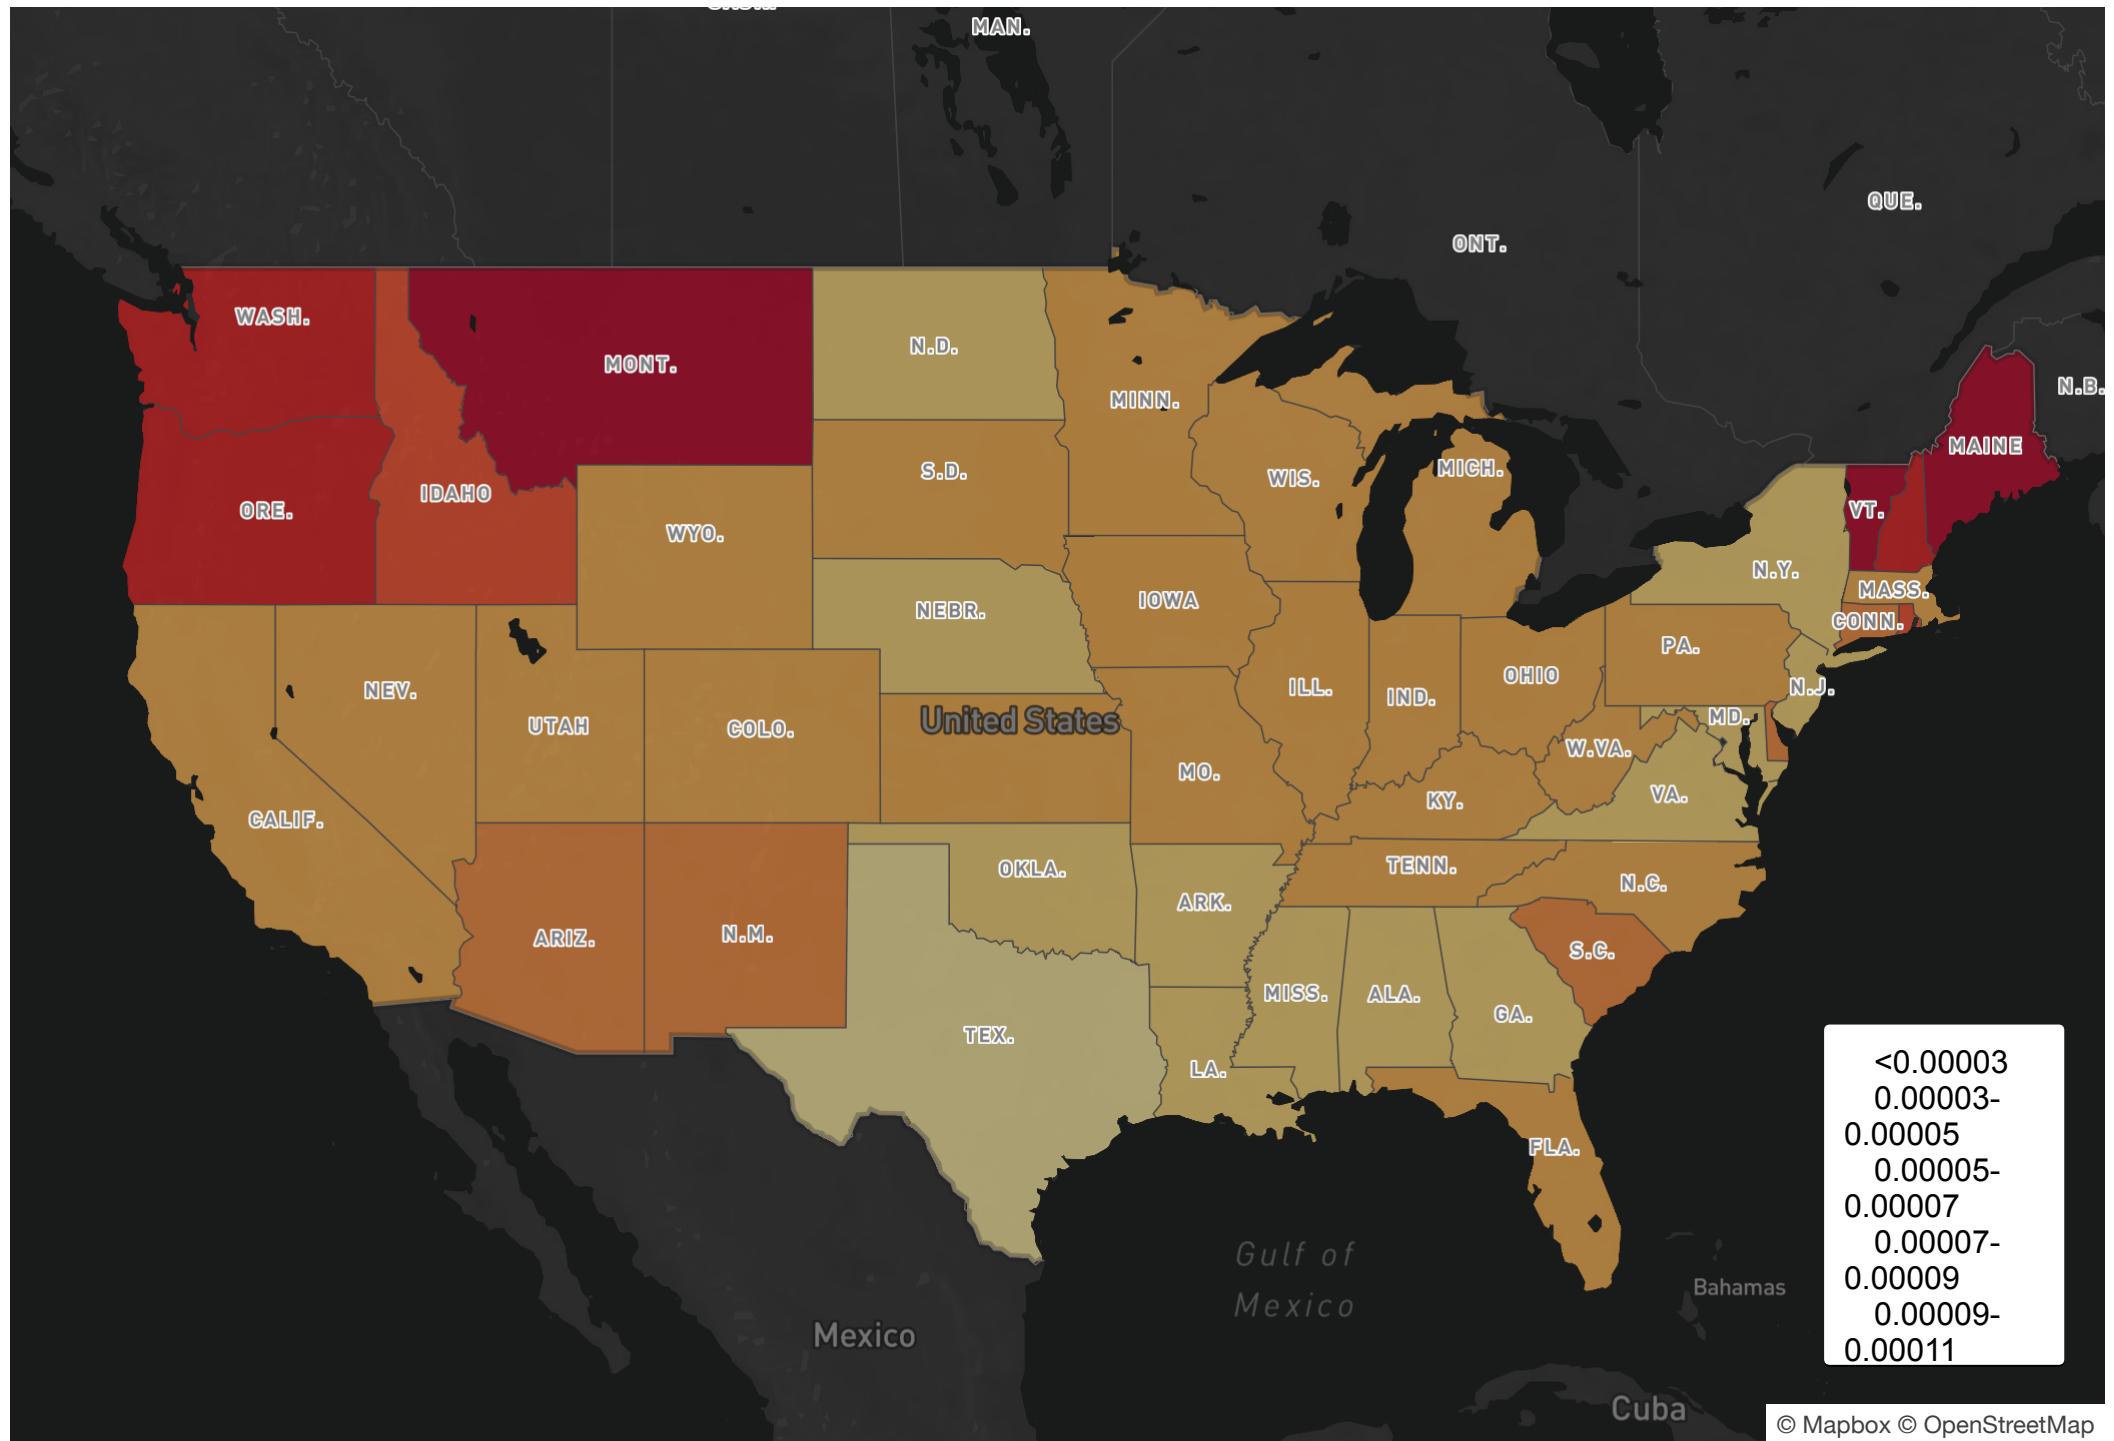 MAN.
QUE.
ONT.
WASH.
MONT.
N.D.
N.B.
MINN.
MAINE
S.D.
WIS.
MICH.
IDAHO
ORE.
VT.
WYO.
N.Y.
MASS.
IOWA
NEBR.
CONN.
PA.
OHIO
NEV.
ILL.
IND.
N.J.
UTAH
COLO.
United States
MD.
W.VA.
MO.
VA.
KY.
CALIF.
OKLA.
TENN.
N.C.
ARK.
ARIZ.
N.M.
S.C.
MISS.
ALA.
GA.
TEX.
LA.
FLA.
<0.00003
0.00003-
0.00005
0.00005-
0.00007
0.00007-
0.00009
0.00009-
0.00011
Gulf of
Mexico
Bahamas
Mexico
Cuba
© Mapbox © OpenStreetMap